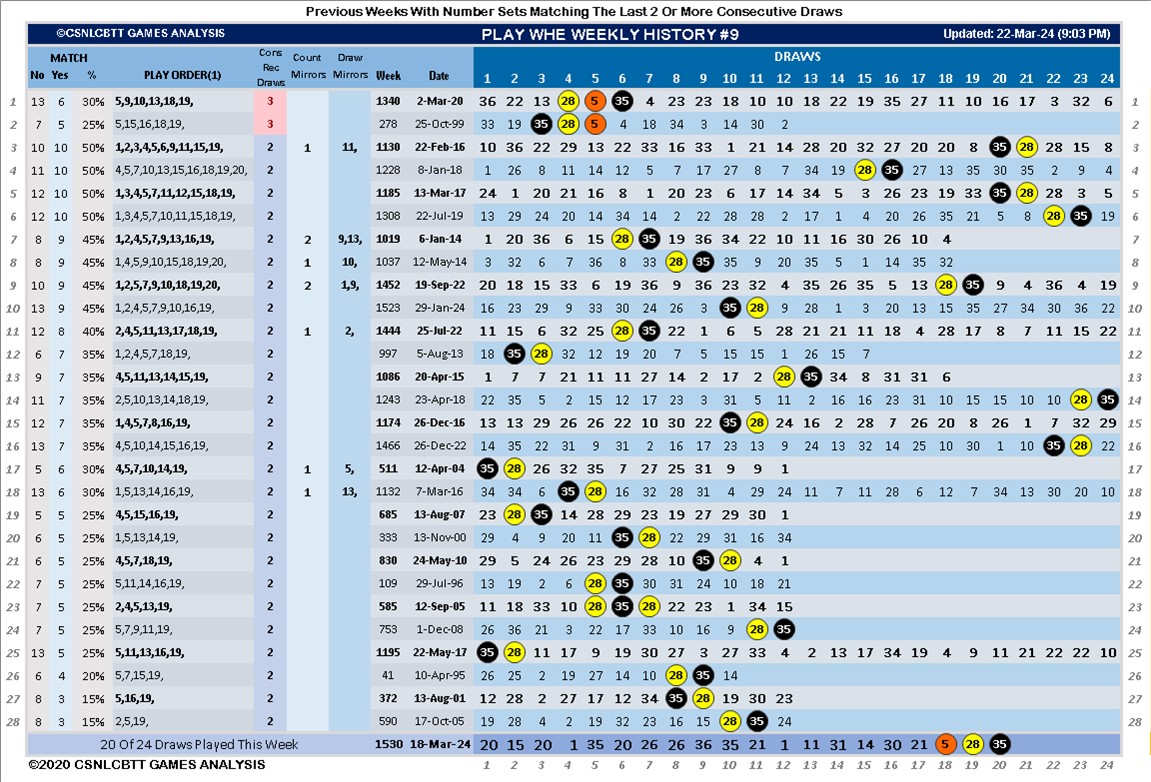 Previous Weeks With Number Sets Matching The Last 2 Or More Consecutive Draws
©CSNLCBTT GAMES ANALYSIS PLAY WHE WEEKLY HISTORY #9 Updated: 22-Mar-24 (9:03 PM)
MATCH Cons Rec Draws Count Mirrors Draw Mirrors DRAWS
No Yes % PLAY ORDER(1) Week Date 1 2 3 4 5 6 7 8 9 10 11 12 13 14 15 16 17 18 19 20 21 22 23 24
1 13 6 30% 5,9,10,13,18,19, 3 1340 2-Mar-20 36 22 13 28 5 35 4 23 23 18 10 10 18 22 19 35 27 11 10 16 17 3 32 6 1
2 7 5 25% 5,15,16,18,19, 3 278 25-Oct-99 33 19 35 28 5 4 18 34 3 14 30 2 2
3 10 10 50% 1,2,3,4,5,6,9,11,15,19, 2 1 11, 1130 22-Feb-16 10 36 22 29 13 22 33 16 33 1 21 14 28 20 32 27 20 20 8 35 28 28 15 8 3
4 11 10 50% 4,5,7,10,13,15,16,18,19,20, 2 1228 8-Jan-18 1 26 8 11 14 12 5 7 17 27 8 7 34 19 28 35 27 13 35 30 35 2 9 4 4
5 12 10 50% 1,3,4,5,7,11,12,15,18,19, 2 1185 13-Mar-17 24 1 20 21 16 8 1 20 23 6 17 14 34 5 3 26 23 19 33 35 28 28 3 5 5
6 12 10 50% 1,3,4,5,7,10,11,15,18,19, 2 1308 22-Jul-19 13 29 24 20 14 34 14 2 22 28 28 2 17 1 4 20 26 35 21 5 8 28 35 19 6
7 8 9 45% 1,2,4,5,7,9,13,16,19, 2 2 9,13, 1019 6-Jan-14 1 20 36 6 15 28 35 19 36 34 22 10 11 16 30 26 10 4 7
8 8 9 45% 1,4,5,9,10,15,18,19,20, 2 1 10, 1037 12-May-14 3 32 6 7 36 8 33 28 35 35 9 20 35 5 1 14 35 32 8
9 10 9 45% 1,2,5,7,9,10,18,19,20, 2 2 1,9, 1452 19-Sep-22 20 18 15 33 6 19 36 9 36 23 32 4 35 26 35 5 13 28 35 9 4 36 4 19 9
10 13 9 45% 1,2,4,5,7,9,10,16,19, 2 1523 29-Jan-24 16 23 29 9 33 30 24 26 3 35 28 9 28 1 3 20 13 15 35 27 34 30 36 22 10
11 12 8 40% 2,4,5,11,13,17,18,19, 2 1 2, 1444 25-Jul-22 11 15 6 32 25 28 35 22 1 6 5 28 21 21 11 18 4 28 17 8 7 11 15 22 11
12 6 7 35% 1,2,4,5,7,18,19, 2 997 5-Aug-13 18 35 28 32 12 19 20 7 5 15 15 1 26 15 7 12
13 9 7 35% 4,5,11,13,14,15,19, 2 1086 20-Apr-15 1 7 7 21 11 11 27 14 2 17 2 28 35 34 8 31 31 6 13
14 11 7 35% 2,5,10,13,14,18,19, 2 1243 23-Apr-18 22 35 5 2 15 12 17 23 3 31 5 11 2 16 16 23 31 10 15 15 10 10 28 35 14
15 12 7 35% 1,4,5,7,8,16,19, 2 1174 26-Dec-16 13 13 29 26 26 22 10 30 22 35 28 24 16 2 28 7 26 20 8 26 1 7 32 29 15
16 13 7 35% 4,5,10,14,15,16,19, 2 1466 26-Dec-22 14 35 22 31 9 31 2 16 17 23 13 9 24 13 32 14 25 10 30 1 10 35 28 22 16
17 5 6 30% 4,5,7,10,14,19, 2 1 5, 511 12-Apr-04 35 28 26 32 35 7 27 25 31 9 9 1 17
18 13 6 30% 1,5,13,14,16,19, 2 1 13, 1132 7-Mar-16 34 34 6 35 28 16 32 28 31 4 29 24 11 7 11 28 6 12 7 34 13 30 20 10 18
19 5 5 25% 4,5,15,16,19, 2 685 13-Aug-07 23 28 35 14 28 29 23 19 27 29 30 1 19
20 6 5 25% 1,5,13,14,19, 2 333 13-Nov-00 29 4 9 20 11 35 28 22 29 31 16 34 20
21 6 5 25% 4,5,7,18,19, 2 830 24-May-10 29 5 24 26 23 29 28 10 35 28 4 1 21
22 7 5 25% 5,11,14,16,19, 2 109 29-Jul-96 13 19 2 6 28 35 30 31 24 10 18 21 22
23 7 5 25% 2,4,5,13,19, 2 585 12-Sep-05 11 18 33 10 28 35 28 22 23 1 34 15 23
24 7 5 25% 5,7,9,11,19, 2 753 1-Dec-08 26 36 21 3 22 17 33 10 16 9 28 35 24
25 13 5 25% 5,11,13,16,19, 2 1195 22-May-17 35 28 11 17 9 19 30 27 3 27 33 4 2 13 17 34 19 4 9 11 21 22 22 10 25
26 6 4 20% 5,7,15,19, 2 41 10-Apr-95 26 25 2 19 27 14 10 28 35 14 26
27 8 3 15% 5,16,19, 2 372 13-Aug-01 12 28 2 27 17 12 34 35 28 19 30 23 27
28 8 3 15% 2,5,19, 2 590 17-Oct-05 19 28 4 2 19 32 23 16 15 28 35 24 28
20 Of 24 Draws Played This Week 1530 18-Mar-24 20 15 20 1 35 20 26 26 36 35 21 1 11 31 14 30 21 5 28 35
©2020 CSNLCBTT GAMES ANALYSIS 1 2 3 4 5 6 7 8 9 10 11 12 13 14 15 16 17 18 19 20 21 22 23 24